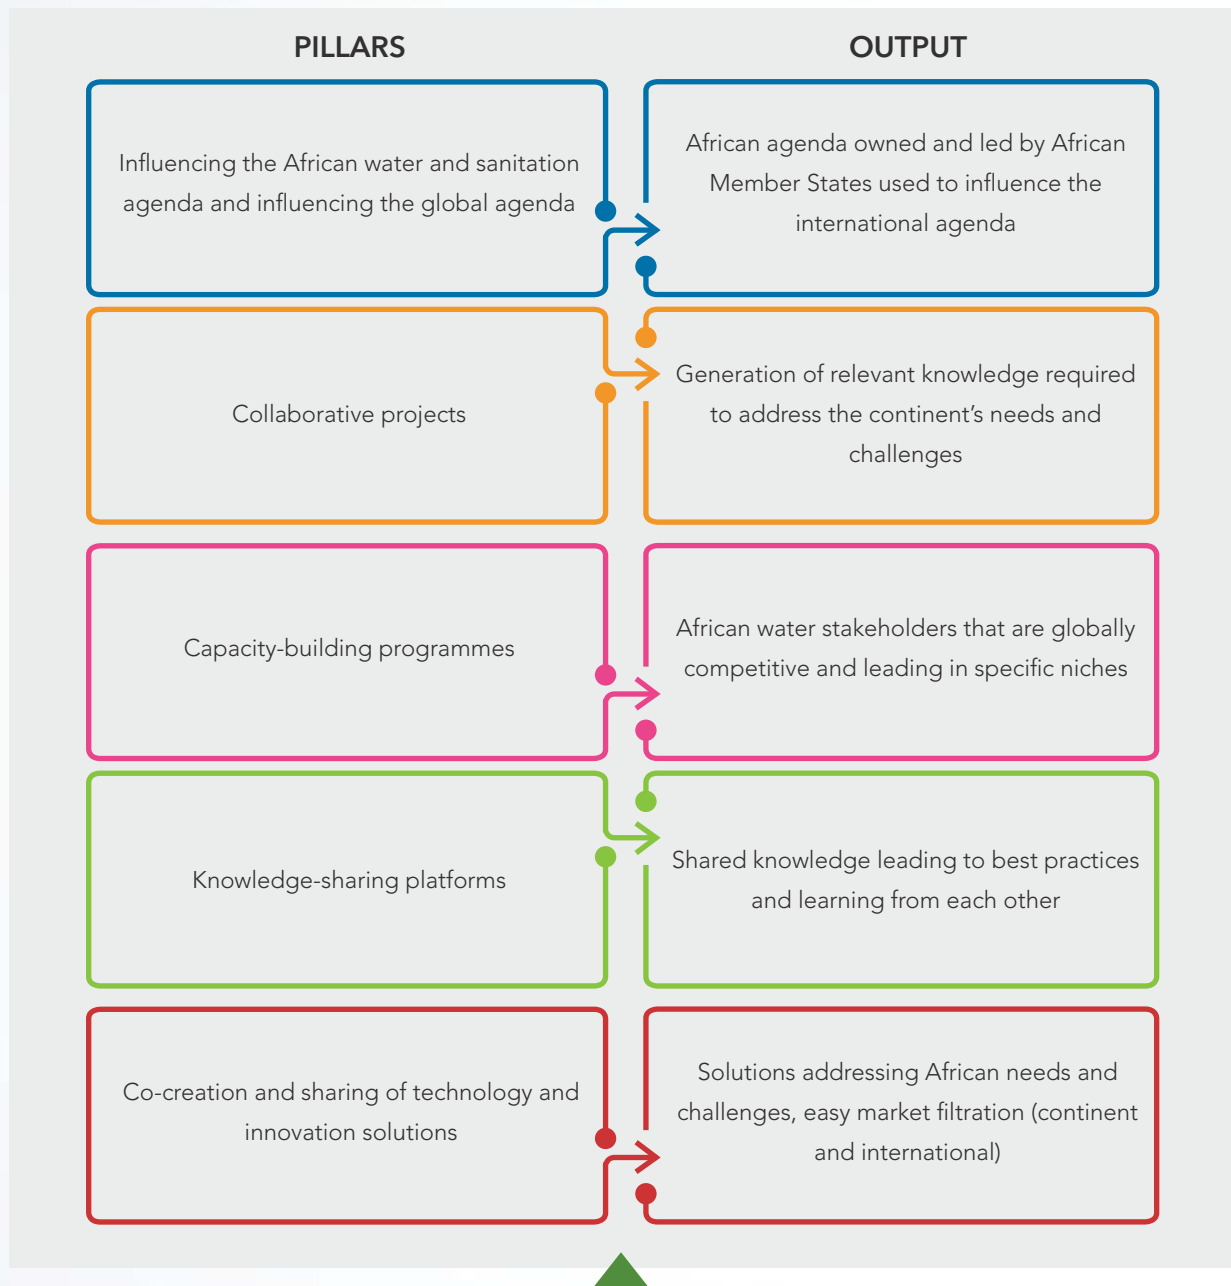 PILLARS
OUTPUT
Influencing the African water and sanitation
agenda and influencing the global agenda
African agenda owned and led by African
Member States used to influence the
international agenda
Collaborative projects
Generation of relevant knowledge required
to address the continent’s needs and
challenges
Capacity-building programmes
African water stakeholders that are globally
competitive and leading in specific niches
Knowledge-sharing platforms
Shared knowledge leading to best practices
and learning from each other
Co-creation and sharing of technology and
innovation solutions
Solutions addressing African needs and
challenges, easy market filtration (continent
and international)